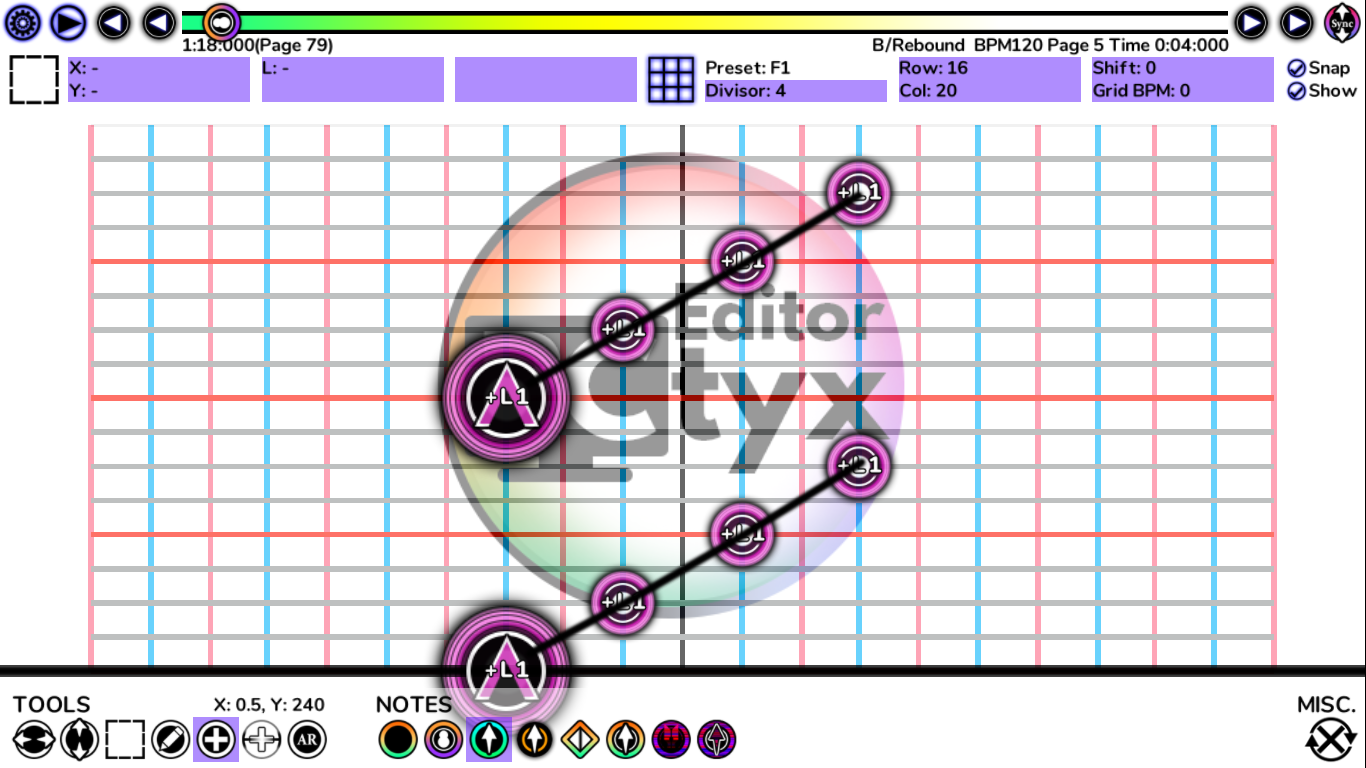 Sync
1:18:000(Page 79)
B/Rebound BPM120 Page 5 Time 0:04:000
X: -
L: -
Preset: F1
Row: 16
Shift: 0
Snap
Y: -
Divisor: 4
Col: 20
Grid BPM: 0
Show
+L1
+L1
+L1
Editor
+L1
+L1
tyx
+L1
+L1
+L1
+L1
TOOLS
X: 0.5, Y: 240
NOTES
MISC.
AR